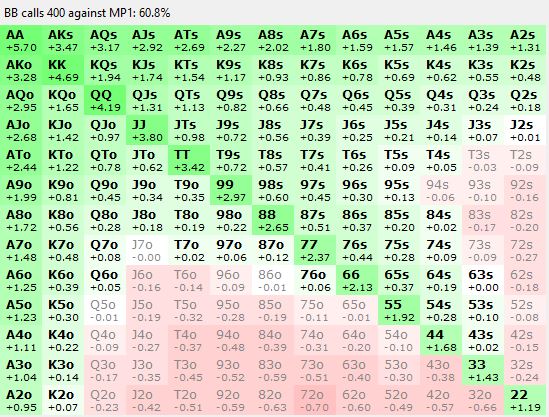 BB calls 400 against MP1: 60.8%
AA AKs AQs AJs ATs A9s A8s A7s A6s A5s A4s A3s A2s
+5.70 +3.47 +3.17 +2.92 +2.69 +2.27 +2.02 +1.80 +1.59 +1.57 +1.46 +1.39 +1.31
AKo KK KQs KJs KTs K9s K8s K7s K6s K5s K4s K3s K2s
+3.28 +4.69 +1.94 +1.74 +1.54 +1.17 +0.93 +0.86 +0.78 +0.69 +0.62 +0.55 +0.48
AQo KQo QQ QJs QTs Q9s Q8s Q7s Q6s Q5s Q4s Q3s Q2s
+2.95 +1.65 +4.19 +1.31 +1.13 +0.82 +0.66 +0.48 +0.45 +0.39 +0.31 +0.24 +0.18
AJo KJo QJo JJ JTs J9s J8s J7s J6s J5s J4s J3s J2s
+2.68 +1.42 +0.97 +3.80 +0.98 +0.72 +0.56 +0.39 +0.25 +0.21 +0.14 +0.07 +0.01
ATo KTo QTo JTo TT T9s T8s T7s T6s T5s T4s T3s T2s
+2.44 +1.22 +0.78 +0.62 +3.42 +0.72 +0.57 +0.41 +0.26 +0.09 +0.05 -0.03 -0.09
A9o K9o Q9o J9o T9o 99 98s 97s 96s 95s 94s 93s 92s
+1.99 +0.81 +0.45 +0.34 +0.35 +2.97 +0.60 +0.45 +0.30 +0.13 -0.06 -0.10 -0.16
A8o K8o Q8o J8o T8o 98o 88 87s 86s 85s 84s 83s 82s
+1.72 +0.56 +0.28 +0.18 +0.19 +0.22 +2.65 +0.51 +0.37 +0.20 +0.02 -0.17 -0.20
A7o K7o Q7o J7o T7o 97o 87o 77 76s 75s 74s 73s 72s
+1.48 +0.48 +0.08 -0.00 +0.02 +0.06 +0.12 +2.37 +0.44 +0.28 +0.09 -0.09 -0.27
A6o K6o Q6o J6o T6o 96o 86o 76o 66 65s 64s 63s 62s
+1.25 +0.39 +0.05 -0.16 -0.14 -0.09 -0.01 +0.06 +2.13 +0.37 +0.19 +0.00 -0.18
A5o K5o Q5o J5o T5o 95o 85o 75o 65o 55 54s 53s 52s
+1.23 +0.30 -0.01 -0.19 -0.32 -0.28 -0.19 -0.11 -0.01 +1.92 +0.28 +0.10 -0.08
A4o K4o Q4o J4o T4o 94o 84o 74o 64o 54o 44 43s 42s
+1.11 +0.22 -0.09 -0.27 -0.37 -0.48 -0.39 -0.31 -0.20 -0.10 +1.68 +0.02 -0.15
A3o K3o Q3o J3o T3o 93o 83o 73o 63o 53o 43o 33 32s
+1.04 +0.14 -0.17 -0.35 -0.45 -0.52 -0.59 -0.51 -0.40 -0.30 -0.38 +1.43 -0.24
A2o K2o Q2o J2o T2o 92o 82o 72o 62o 52o 42o 32o 22
+0.95 +0.07 -0.23 -0.42 -0.51 -0.59 -0.63 -0.70 -0.60 -0.49 -0.57 -0.66 +1.19